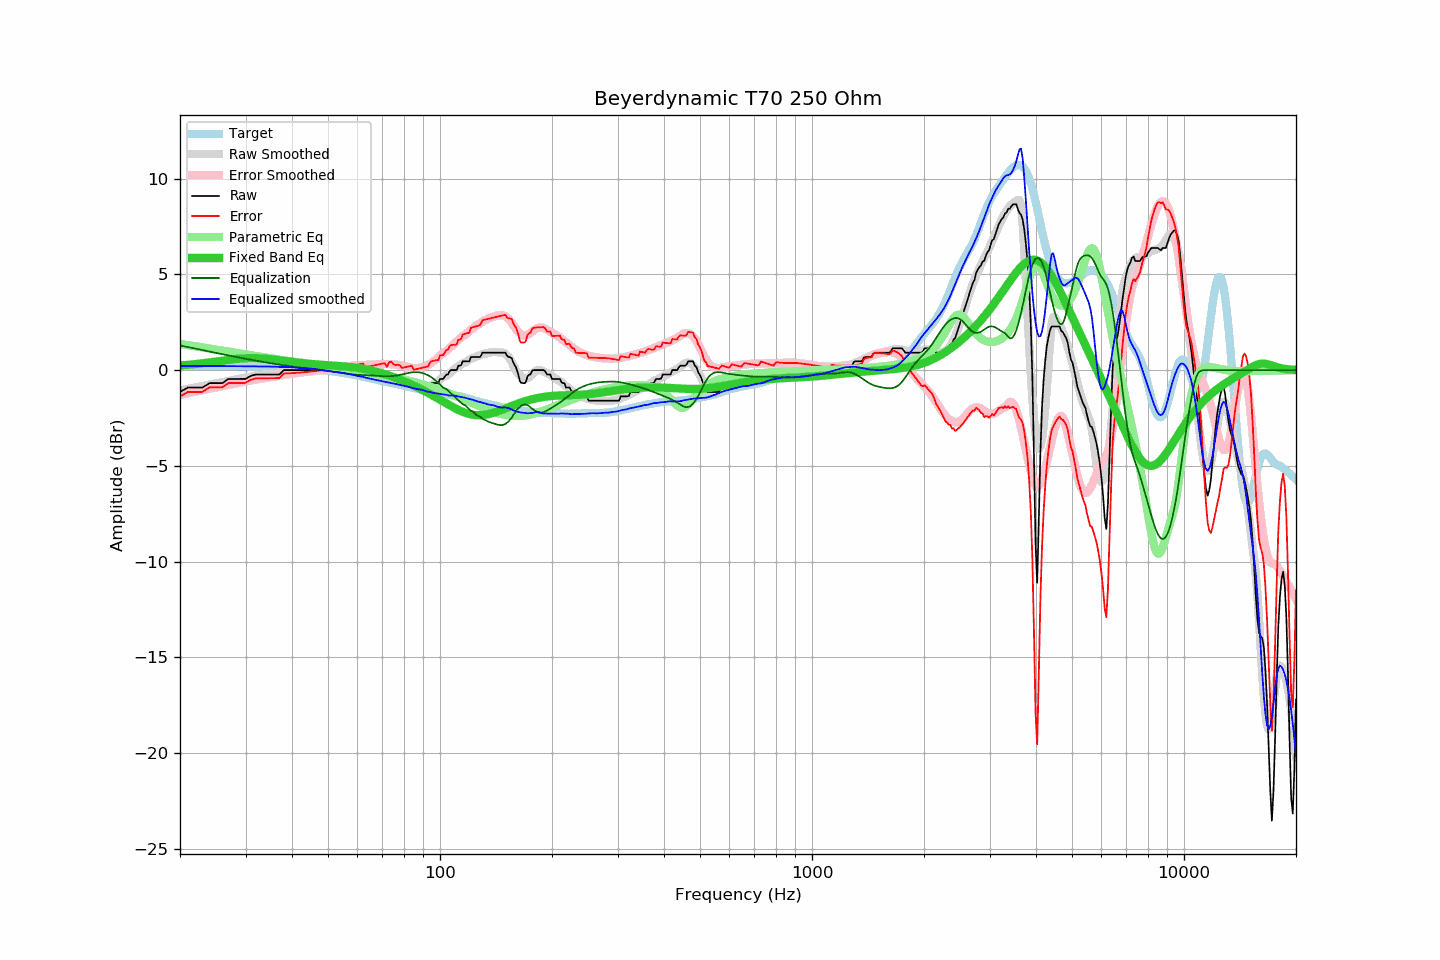 Beyerdynamic T70 250 Ohm
Target
Raw Smoothed
Error Smoothed
Raw
Error
Parametric Eq
Fixed Band Eq
Equalization
Equalized smoothed
10
5
0
−5
−10
−15
−20
−25
Amplitude (dBr)
100
1000
10000
Frequency (Hz)